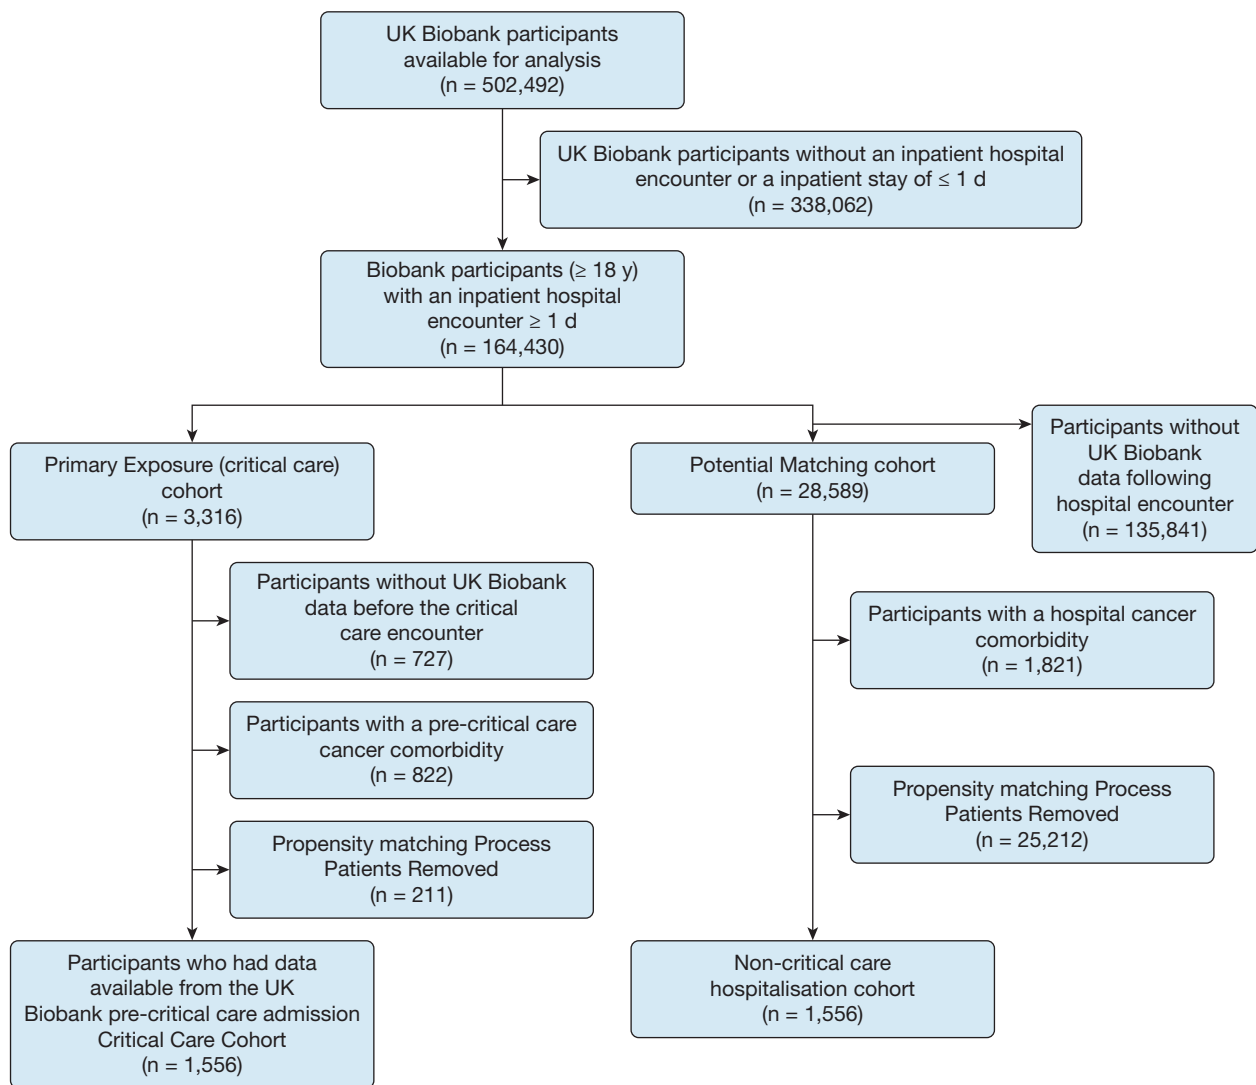 UK Biobank participants
available for analysis
(n = 502,492)
UK Biobank participants without an inpatient hospital
encounter or a inpatient stay of ≤ 1 d
(n = 338,062)
Biobank participants (≥ 18 y)
with an inpatient hospital
encounter ≥ 1 d
(n = 164,430)
Primary Exposure (critical care)
cohort
(n = 3,316)
Potential Matching cohort
(n = 28,589)
Participants without
UK Biobank
data following
hospital encounter
(n = 135,841)
Participants without UK Biobank
data before the critical
care encounter
(n = 727)
Participants with a hospital cancer
comorbidity
(n = 1,821)
Participants with a pre-critical care
cancer comorbidity
(n = 822)
Propensity matching Process
Patients Removed
(n = 25,212)
Propensity matching Process
Patients Removed
(n = 211)
Participants who had data
available from the UK
Biobank pre-critical care admission
Critical Care Cohort
(n = 1,556)
Non-critical care
hospitalisation cohort
(n = 1,556)